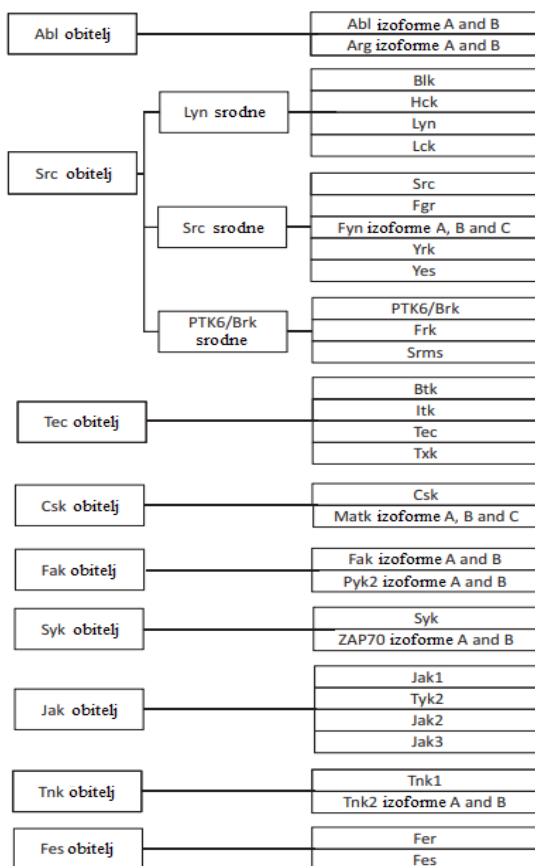 Abl obitelj
Abl izoforme A and B
Arg izoforme A and B
Src obitelj
Lyn srodne
Blk
Hck
Lyn
Lck
Src srodne
Src
Fgr
Fyn izoforme A, B and C
Yrk
Yes
PTK6/Brk
srodne
PTK6/Brk
Frk
Srms
Tec obitelj
Btk
Itk
Tec
Txk
Csk obitelj
Csk
Matk izoforme A, B and C
Fak obitelj
Fak izoforme A and B
Pyk2 izoforme A and B
Syk obitelj
Syk
ZAP70 izoforme A and B
Jak obitelj
Jak1
Tyk2
Jak2
Jak3
Tnk obitelj
Tnk1
Tnk2 izoforme A and B
Fes obitelj
Fer
Fes